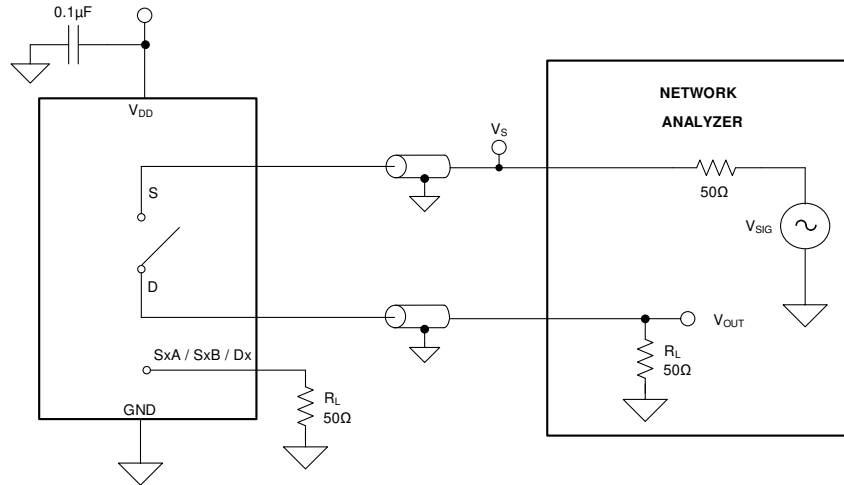 0.1µF
VDD
NETWORK
ANALYZER
VS
S
50Ω
VSIG
D
VOUT
SxA / SxB / Dx
RL
50Ω
RL
50Ω
GND